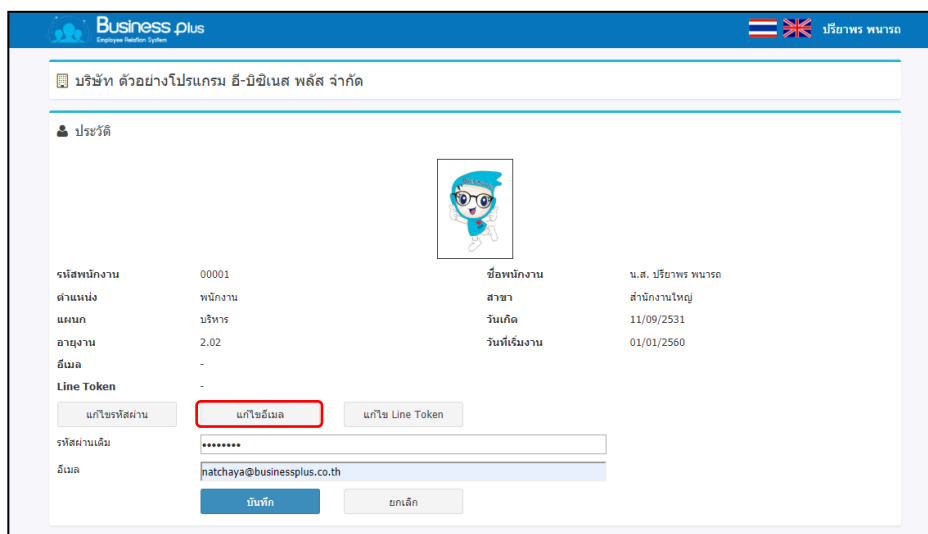 Business Plus
Employee Relation System
ปรียาพร พนารถ
บริษัท ตัวอย่างโปรแกรม อี-บิซิเนส พลัส จำกัด
ประวัติ
รหัสพนักงาน 00001 ชื่อพนักงาน น.ส. ปรียาพร พนารถ
ตำแหน่ง พนักงาน สาขา สำนักงานใหญ่
แผนก บริหาร วันเกิด 11/09/2531
อายุงาน 2.02 วันที่เริ่มงาน 01/01/2560
อีเมล -
Line Token -
แก้ไขรหัสผ่าน แก้ไขอีเมล แก้ไข Line Token
รหัสผ่านเดิม ••••••••
อีเมล natchaya@businessplus.co.th
บันทึก ยกเลิก